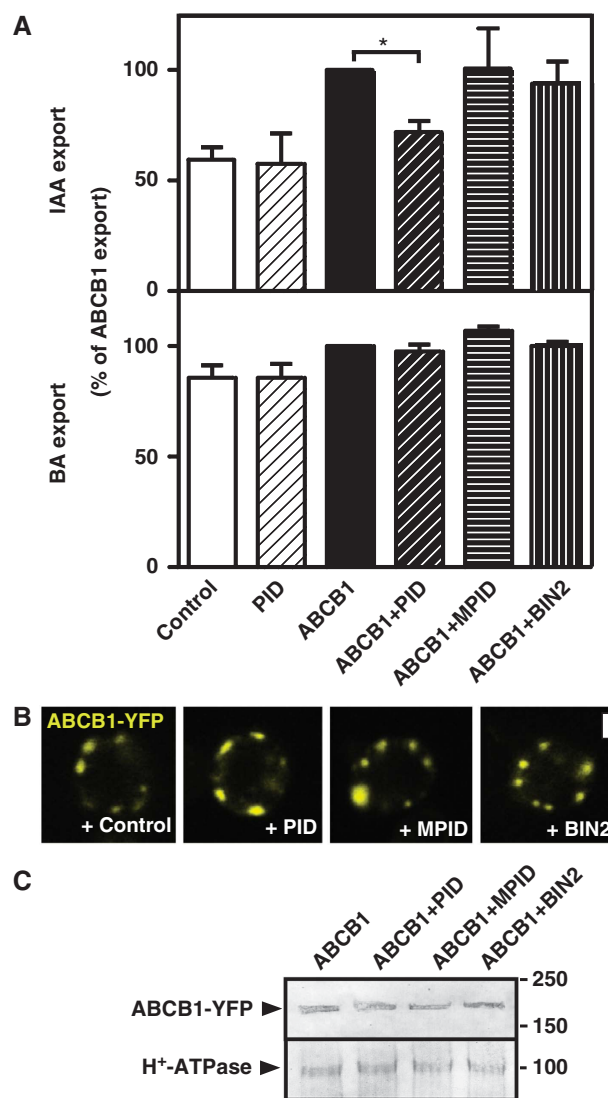 A
IAA export
BA export
(% of ABCB1 export)
*
100
50
0
100
50
0
Control
PID
ABCB1
ABCB1+PID
ABCB1+MPID
ABCB1+BIN2
B
ABCB1-YFP
+ Control
+ PID
+ MPID
+ BIN2
C
ABCB1
ABCB1+PID
ABCB1+MPID
ABCB1+BIN2
ABCB1-YFP
250
150
H⁺-ATPase
100